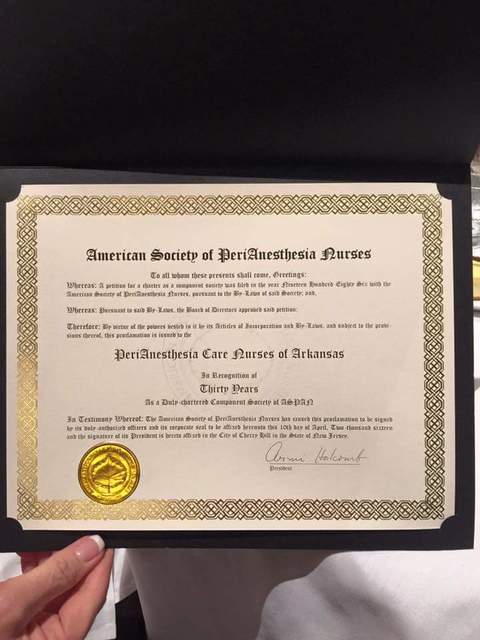 American Society of PeriAnesthesia Nurses
To all whom these presents shall come, Greetings:
Whereas: A petition for a charter as a component society was filed in the year Nineteen Hundred Eighty Six with the
American Society of PeriAnesthesia Nurses, pursuant to the By-Laws of said Society; and,
Whereas: Pursuant to said By-Laws, the Board of Directors approved said petition:
Therefore: By virtue of the powers vested in it by its Articles of Incorporation and By-Laws, and subject to the provi-
sions thereof, this proclamation is issued to the
PeriAnesthesia Care Nurses of Arkansas
In Recognition of
Thirty Years
As a Duly-chartered Component Society of ASPAN
In Testimony Whereof: The American Society of PeriAnesthesia Nurses has caused this proclamation to be signed
by its duly-authorized officers and its corporate seal to be affixed hereunto this 10th day of April, Two thousand sixteen
and the signature of its President is hereto affixed in the City of Cherry Hill in the State of New Jersey.
President